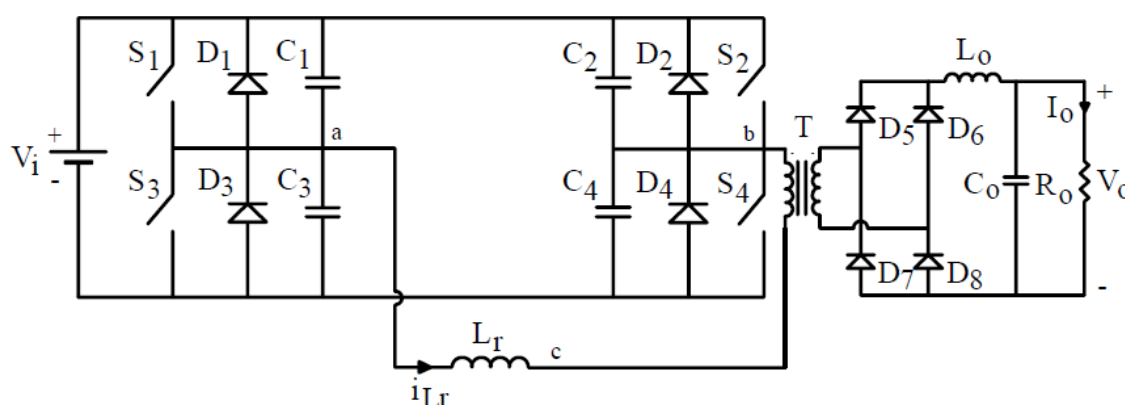 S1 D1 C1 C2 D2 S2 Lo
+ Vi -
a b T D5 D6 Io +
S3 D3 C3 C4 D4 S4 Co Ro Vo
D7 D8 -
Lr c
iLr